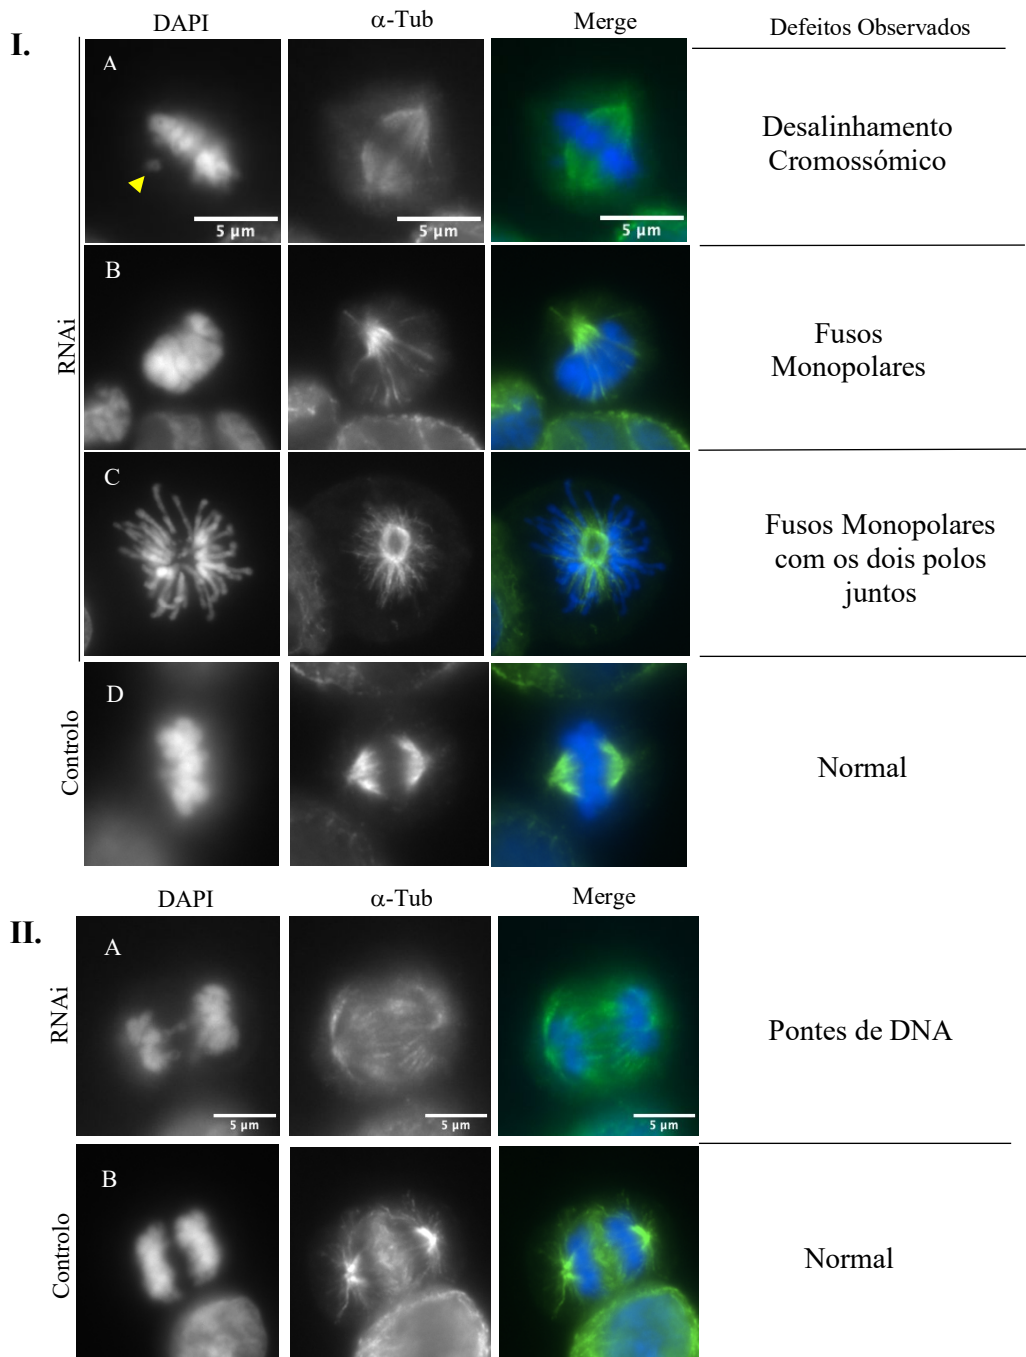 DAPI
α-Tub
Merge
Defeitos Observados
I.
RNAi
A
5 µm
5 µm
5 µm
Desalinhamento
Cromossómico
B
Fusos
Monopolares
C
Fusos Monopolares
com os dois polos
juntos
Controlo
D
Normal
DAPI
α-Tub
Merge
II.
RNAi
A
5 µm
5 µm
5 µm
Pontes de DNA
Controlo
B
Normal